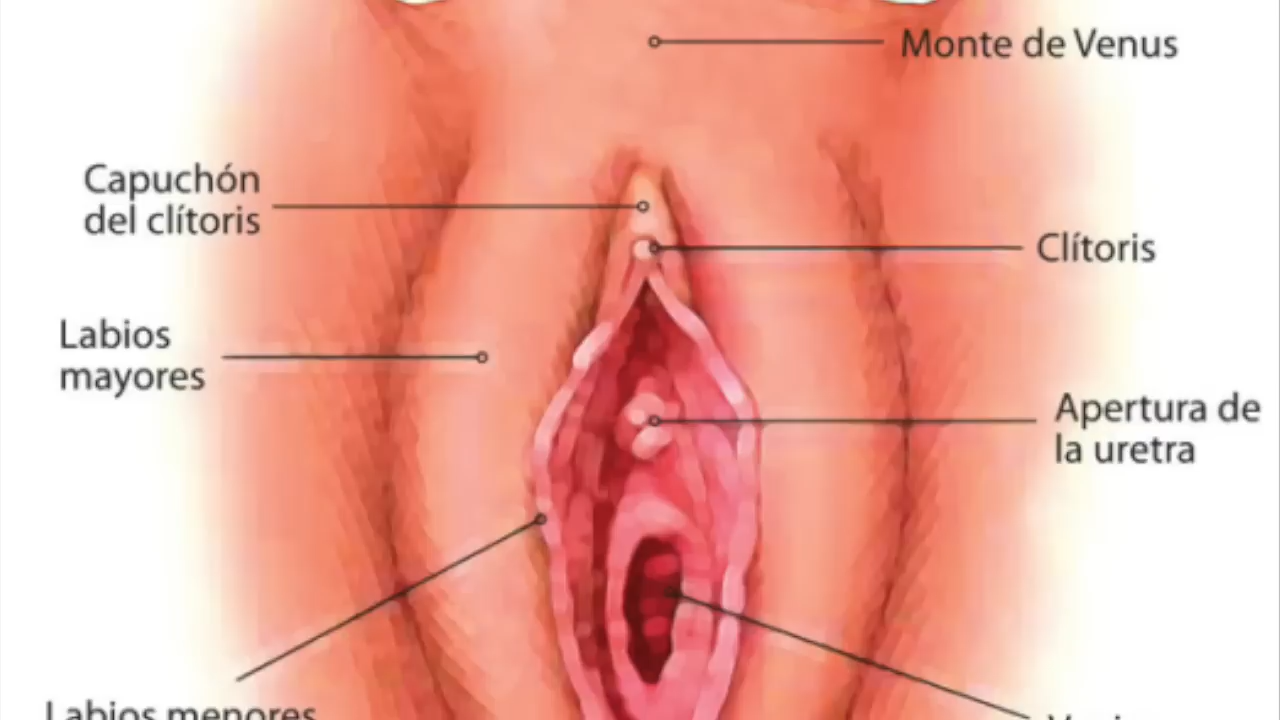 Monte de Venus
Capuchón
del clítoris
Clítoris
Labios
mayores
Apertura de
la uretra
Labios menores